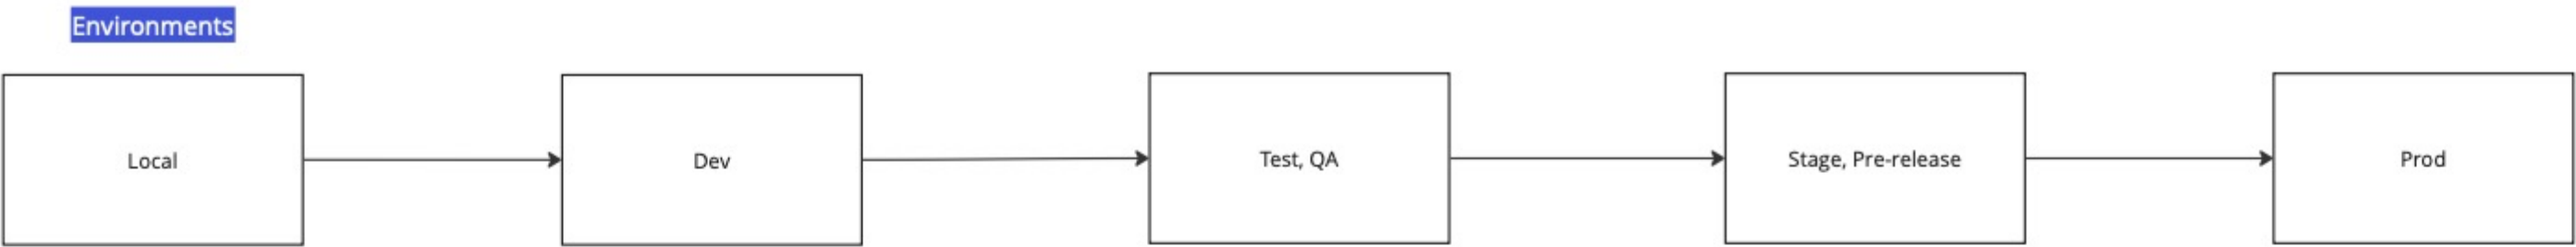 Environments
Local
Dev
Test, QA
Stage, Pre-release
Prod